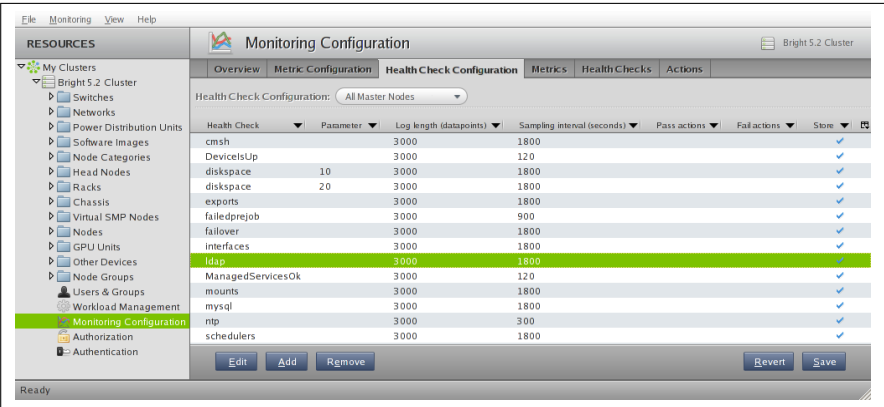 File Monitoring View Help
RESOURCES
My Clusters
Bright 5.2 Cluster
Switches
Networks
Power Distribution Units
Software Images
Node Categories
Head Nodes
Racks
Chassis
Virtual SMP Nodes
Nodes
GPU Units
Other Devices
Node Groups
Users & Groups
Workload Management
Monitoring Configuration
Authorization
Authentication
Monitoring Configuration
Bright 5.2 Cluster
Overview Metric Configuration Health Check Configuration Metrics Health Checks Actions
Health Check Configuration: All Master Nodes
Health Check Parameter Log length (datapoints) Sampling interval (seconds) Pass actions Fail actions Store
cmsh 3000 1800
DeviceIsUp 3000 120
diskspace 10 3000 1800
diskspace 20 3000 1800
exports 3000 1800
failedprejob 3000 900
failover 3000 1800
interfaces 3000 1800
ldap 3000 1800
ManagedServicesOk 3000 120
mounts 3000 1800
mysql 3000 1800
ntp 3000 300
schedulers 3000 1800
Edit Add Remove Revert Save
Ready